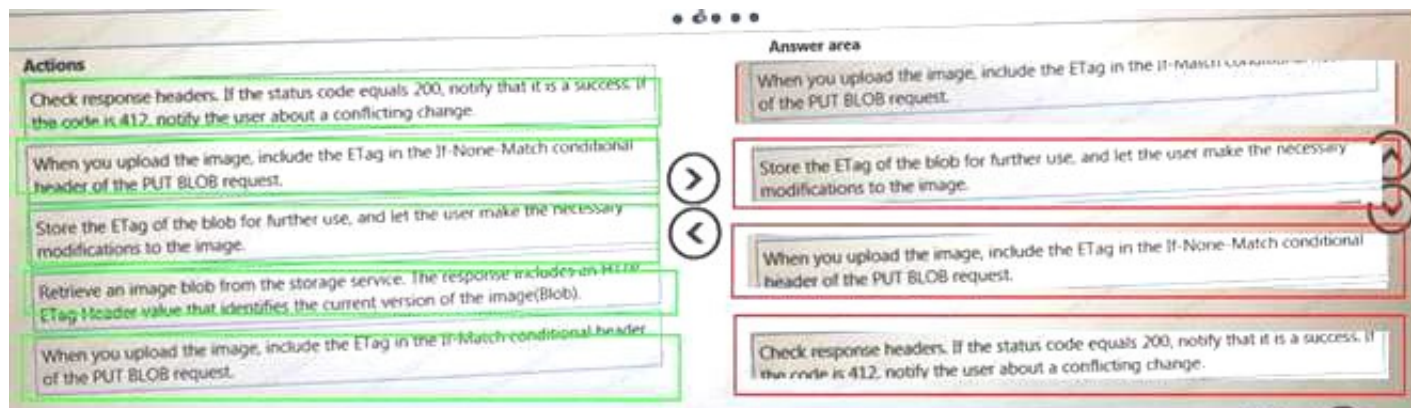 Actions
Check response headers. If the status code equals 200, notify that it is a success. If
the code is 412, notify the user about a conflicting change.
When you upload the image, include the ETag in the If-None-Match conditional
header of the PUT BLOB request.
Store the ETag of the blob for further use, and let the user make the necessary
modifications to the image.
Retrieve an image blob from the storage service. The response includes an HTTP
ETag Header value that identifies the current version of the image(Blob).
When you upload the image, include the ETag in the If-Match conditional header
of the PUT BLOB request.
Answer area
When you upload the image, include the ETag in the If-Match conditional
of the PUT BLOB request.
Store the ETag of the blob for further use, and let the user make the necessary
modifications to the image.
When you upload the image, include the ETag in the If-None-Match conditional
header of the PUT BLOB request.
Check response headers. If the status code equals 200, notify that it is a success. If
the code is 412, notify the user about a conflicting change.